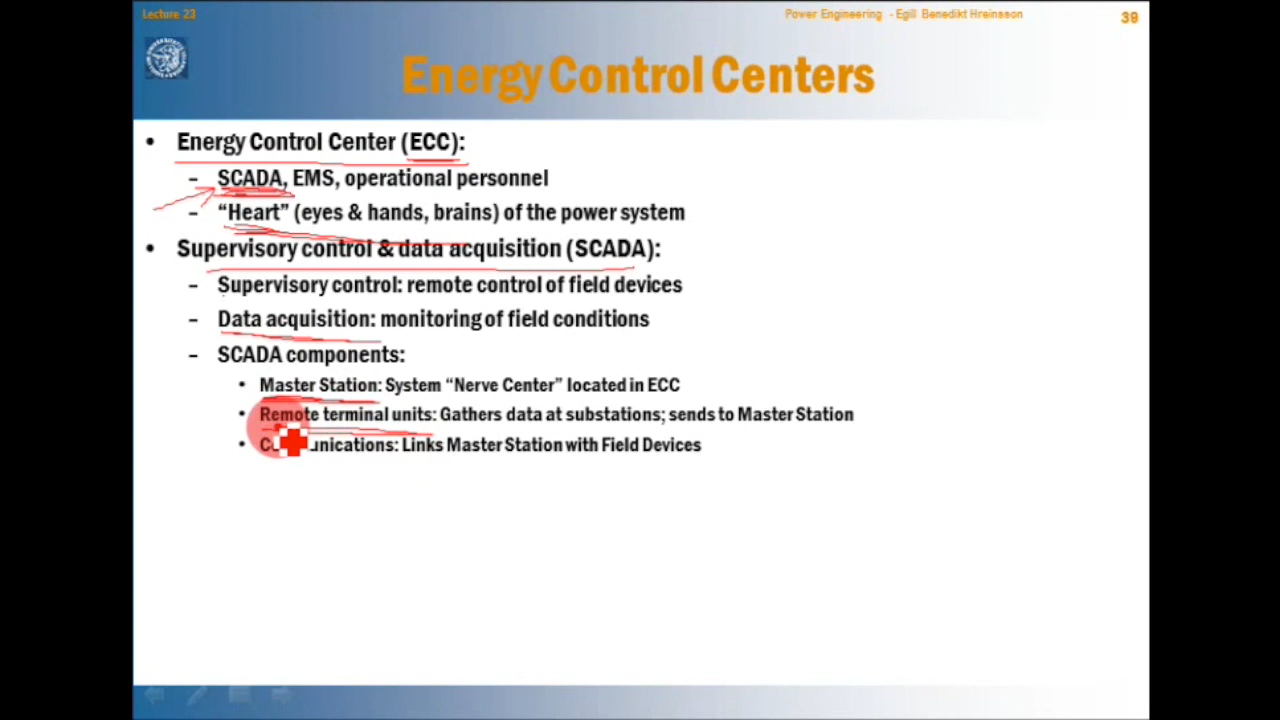 Lecture 23
Power Engineering - Egill Benedikt Hreinsson
39
Energy Control Centers
• Energy Control Center (ECC):
– SCADA, EMS, operational personnel
– “Heart” (eyes & hands, brains) of the power system
• Supervisory control & data acquisition (SCADA):
– Supervisory control: remote control of field devices
– Data acquisition: monitoring of field conditions
– SCADA components:
• Master Station: System “Nerve Center” located in ECC
• Remote terminal units: Gathers data at substations; sends to Master Station
• Communications: Links Master Station with Field Devices